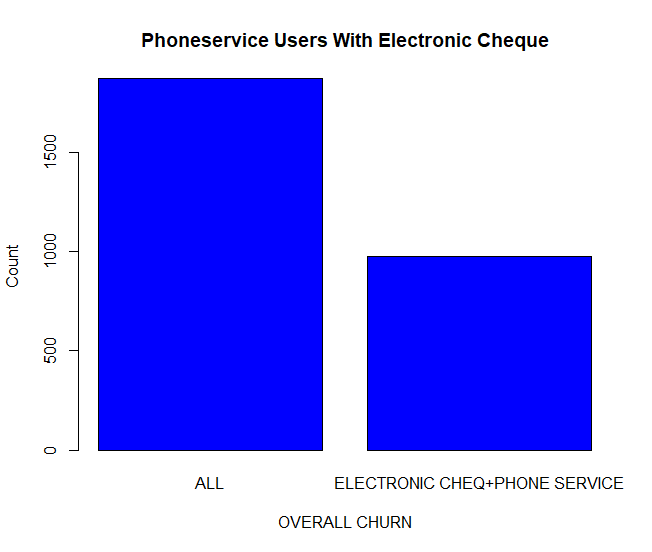 Phoneservice Users With Electronic Cheque
Count
1500
1000
500
0
ALL
ELECTRONIC CHEQ+PHONE SERVICE
OVERALL CHURN